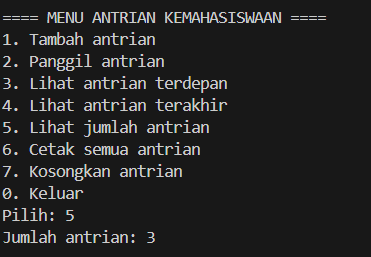 ==== MENU ANTRIAN KEMAHASISWAAN ====
1. Tambah antrian
2. Panggil antrian
3. Lihat antrian terdepan
4. Lihat antrian terakhir
5. Lihat jumlah antrian
6. Cetak semua antrian
7. Kosongkan antrian
0. Keluar
Pilih: 5
Jumlah antrian: 3